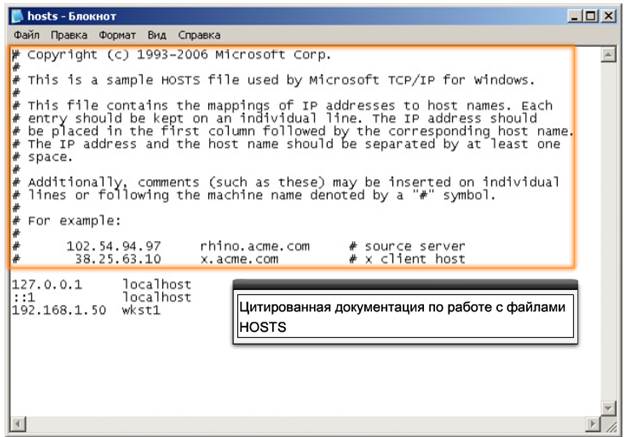 hosts - Блокнот
Файл Правка Формат Вид Справка
# Copyright (c) 1993-2006 Microsoft Corp.
#
# This is a sample HOSTS file used by Microsoft TCP/IP for Windows.
#
# This file contains the mappings of IP addresses to host names. Each
# entry should be kept on an individual line. The IP address should
# be placed in the first column followed by the corresponding host name.
# The IP address and the host name should be separated by at least one
# space.
#
# Additionally, comments (such as these) may be inserted on individual
# lines or following the machine name denoted by a "#" symbol.
#
# For example:
#
# 102.54.94.97 rhino.acme.com # source server
# 38.25.63.10 x.acme.com # x client host
127.0.0.1 localhost
::1 localhost
192.168.1.50 wkst1
Цитированная документация по работе с файлами
HOSTS